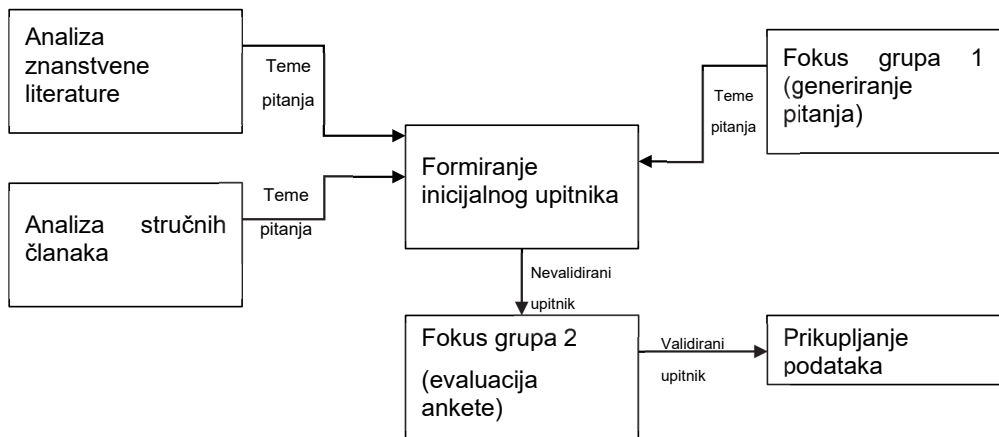 Analiza
znanstvene
literature
Teme
pitanja
Fokus grupa 1
(generiranje
pitanja)
Teme
pitanja
Formiranje
inicijalnog upitnika
Analiza stručnih
članaka
Teme
pitanja
Nevalidirani
upitnik
Fokus grupa 2
(evaluacija
ankete)
Validirani
upitnik
Prikupljanje
podataka